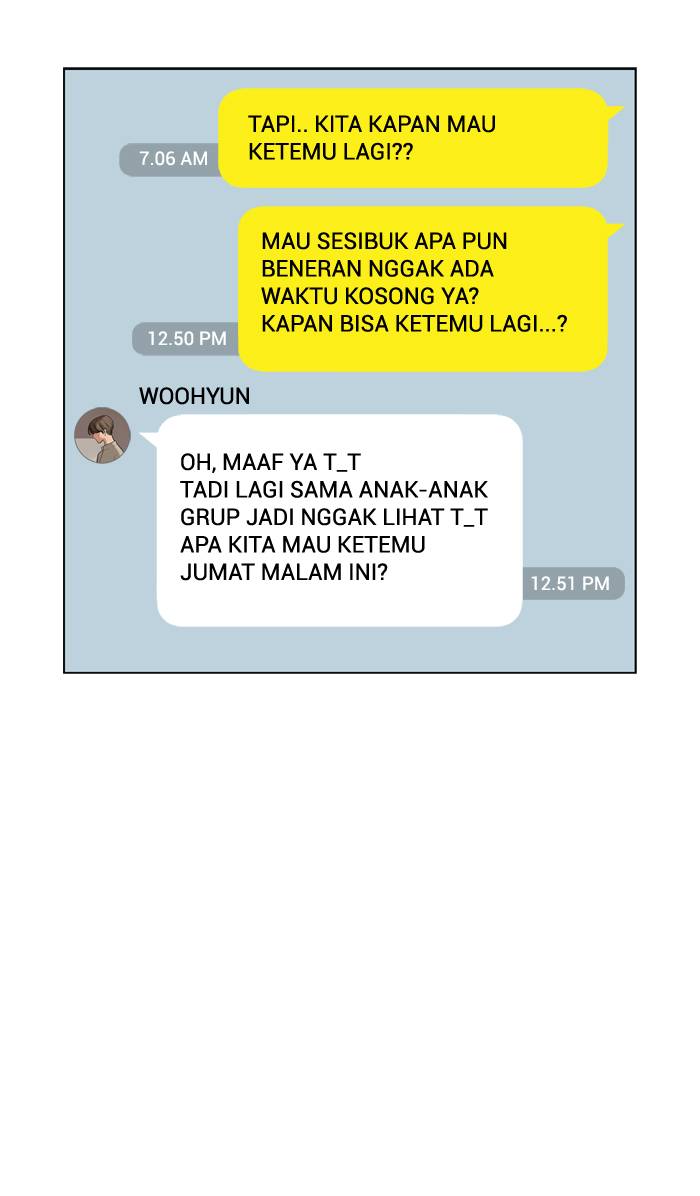 TAPI.. KITA KAPAN MAU
KETEMU LAGI??
7.06 AM
MAU SESIBUK APA PUN
BENERAN NGGAK ADA
WAKTU KOSONG YA?
KAPAN BISA KETEMU LAGI...?
12.50 PM
WOOHYUN
OH, MAAF YA T_T
TADI LAGI SAMA ANAK-ANAK
GRUP JADI NGGAK LIHAT T_T
APA KITA MAU KETEMU
JUMAT MALAM INI?
12.51 PM